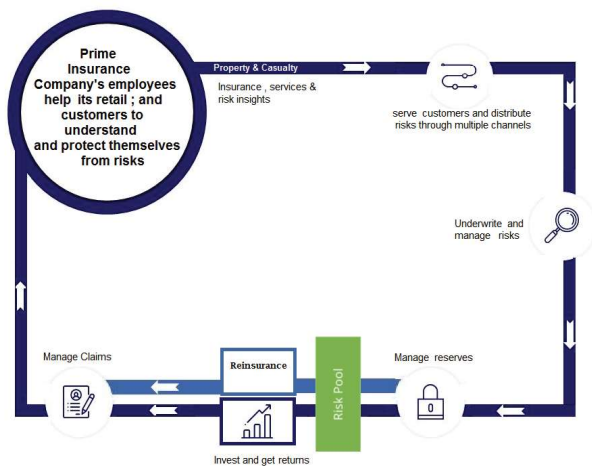 Prime
Insurance
Company's employees
help its retail ; and
customers to
understand
and protect themselves
from risks
Property & Casualty
Insurance , services &
risk insights
serve customers and distribute
risks through multiple channels
Underwrite and
manage risks
Manage reserves
Risk Pool
Reinsurance
Invest and get returns
Manage Claims